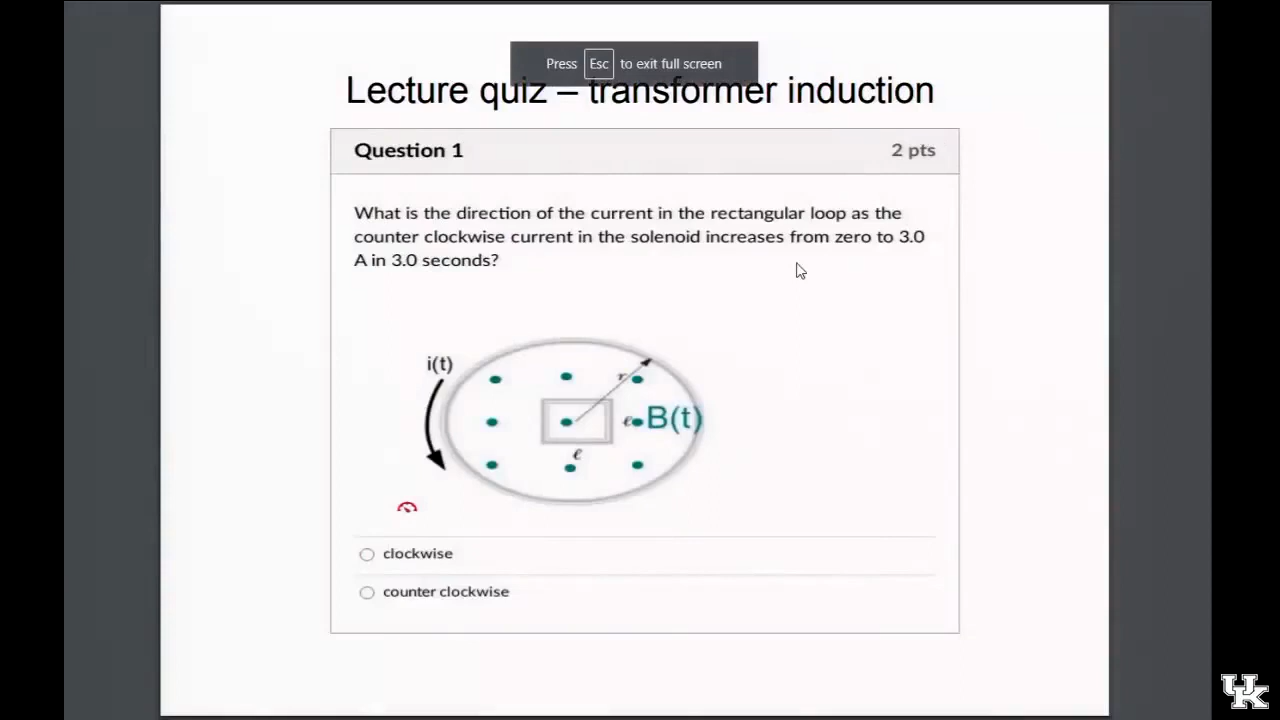 Press Esc to exit full screen
Lecture quiz – transformer induction
Question 1 2 pts
What is the direction of the current in the rectangular loop as the
counter clockwise current in the solenoid increases from zero to 3.0
A in 3.0 seconds?
i(t)
r
ℓ B(t)
ℓ
clockwise
counter clockwise
UK